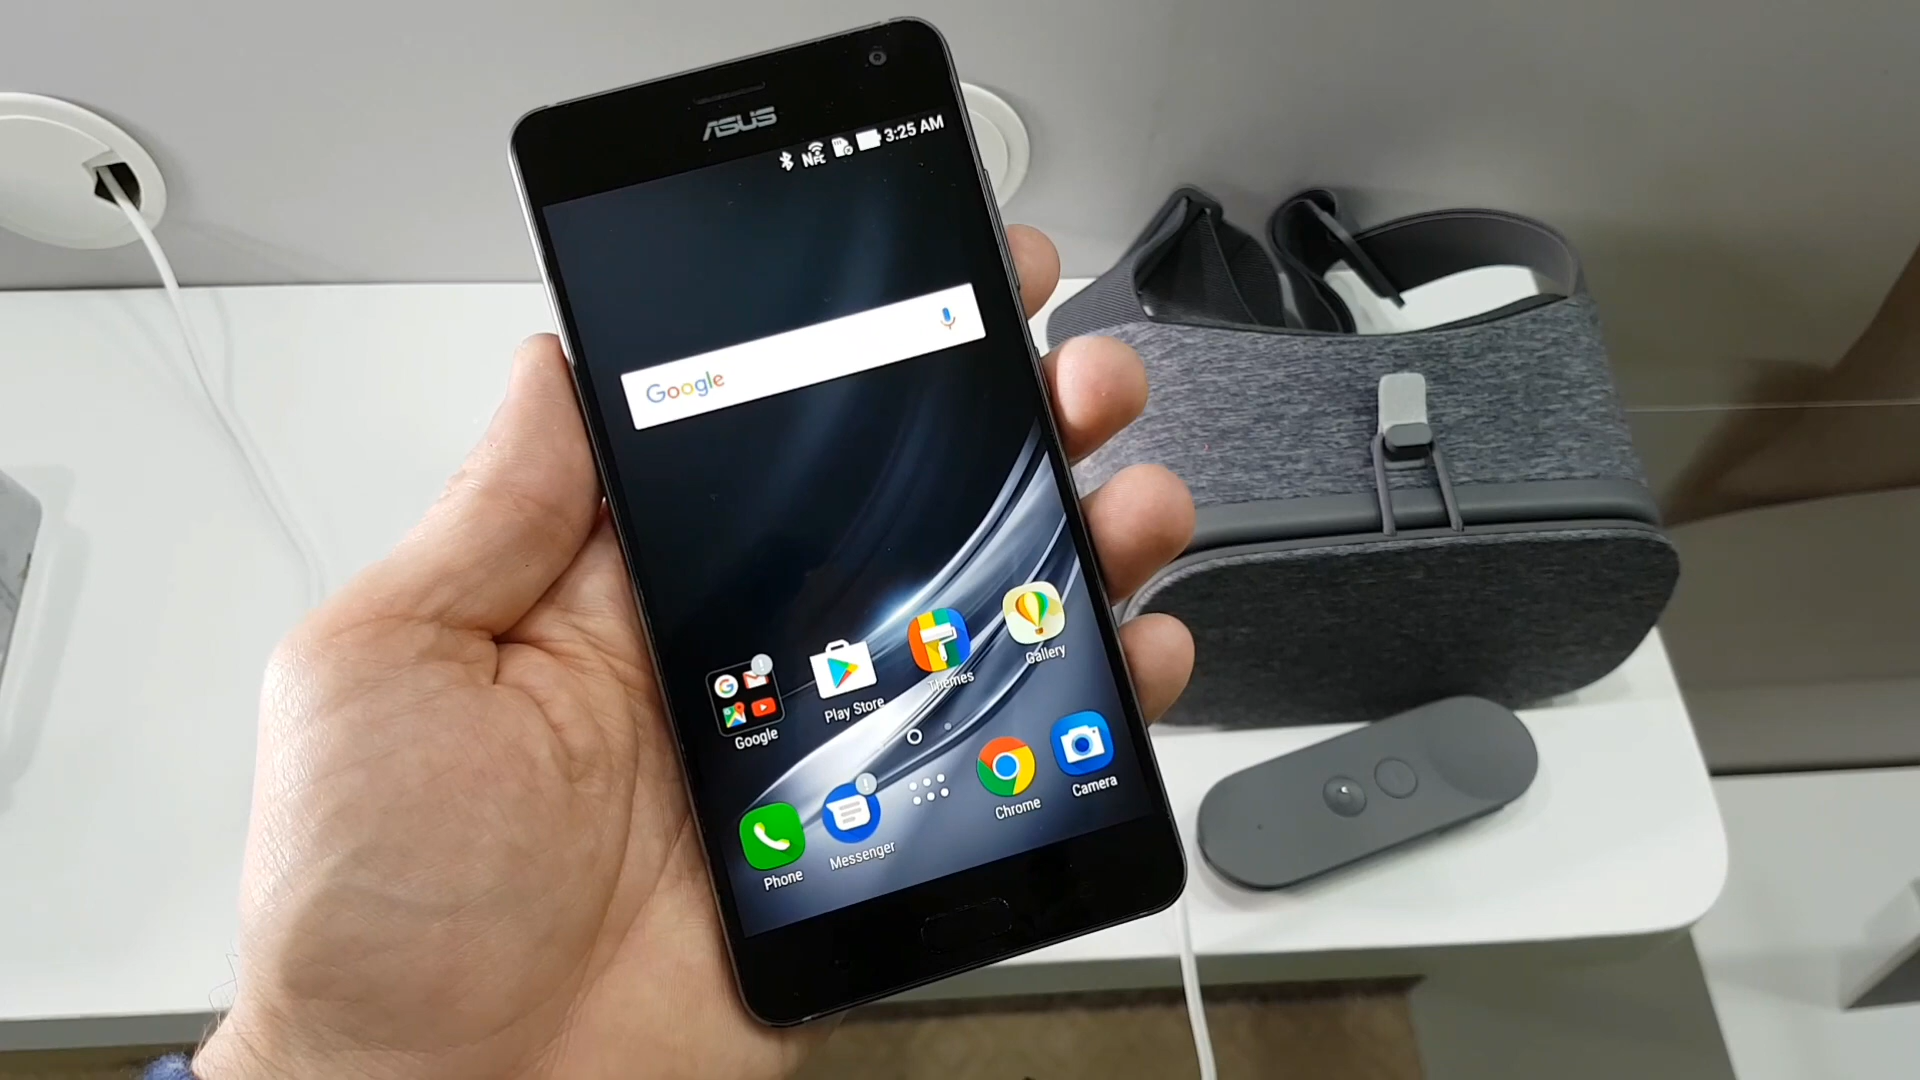 ASUS
NFC 3:25 AM
Google
Google
Play Store
Themes
Gallery
Phone
Messenger
Chrome
Camera